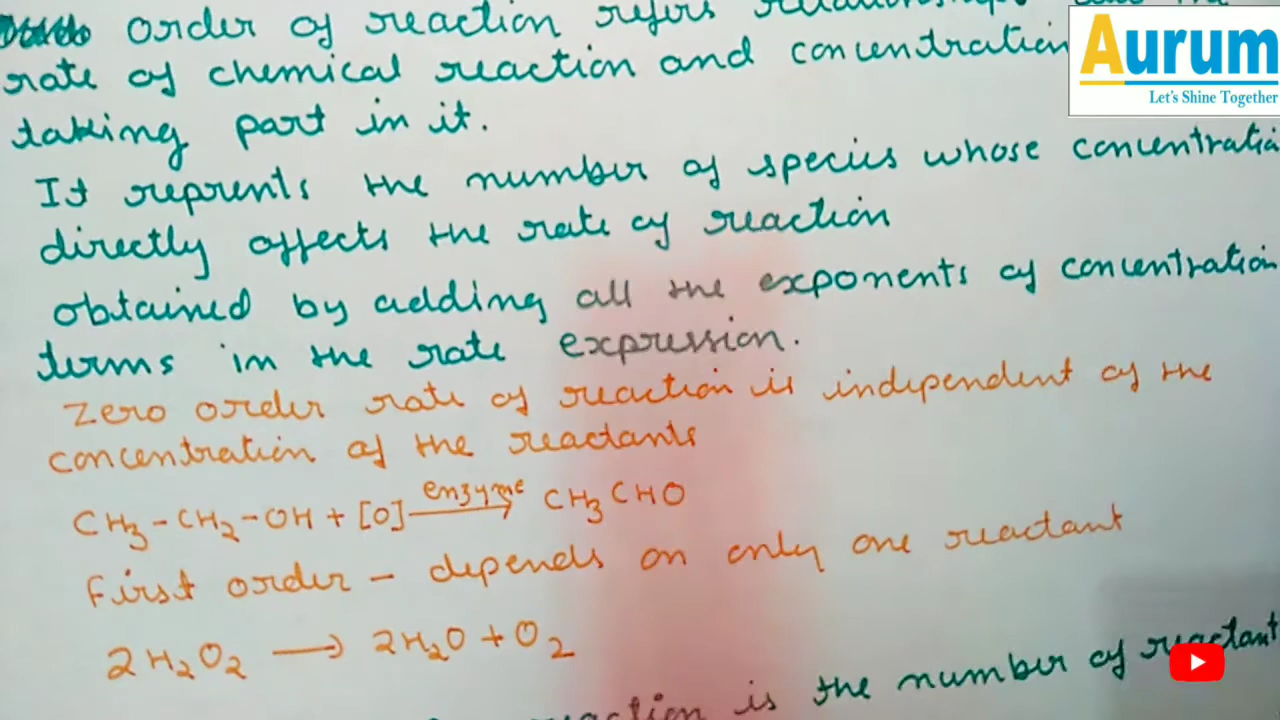 order of reaction refers
rate of chemical reaction and concentration
taking part in it.
It reprents the number of species whose concentratio
directly affects the rate of reaction
obtained by adding all the exponents of concentration
terms in the rate expression.
Zero order rate of reaction is independent of the
concentration of the reactants
CH3-CH2-OH + [O] enzyme → CH3CHO
First order - depends on only one reactant
2H2O2 → 2H2O + O2
reaction is the number of reactant
Aurum
Let's Shine Together